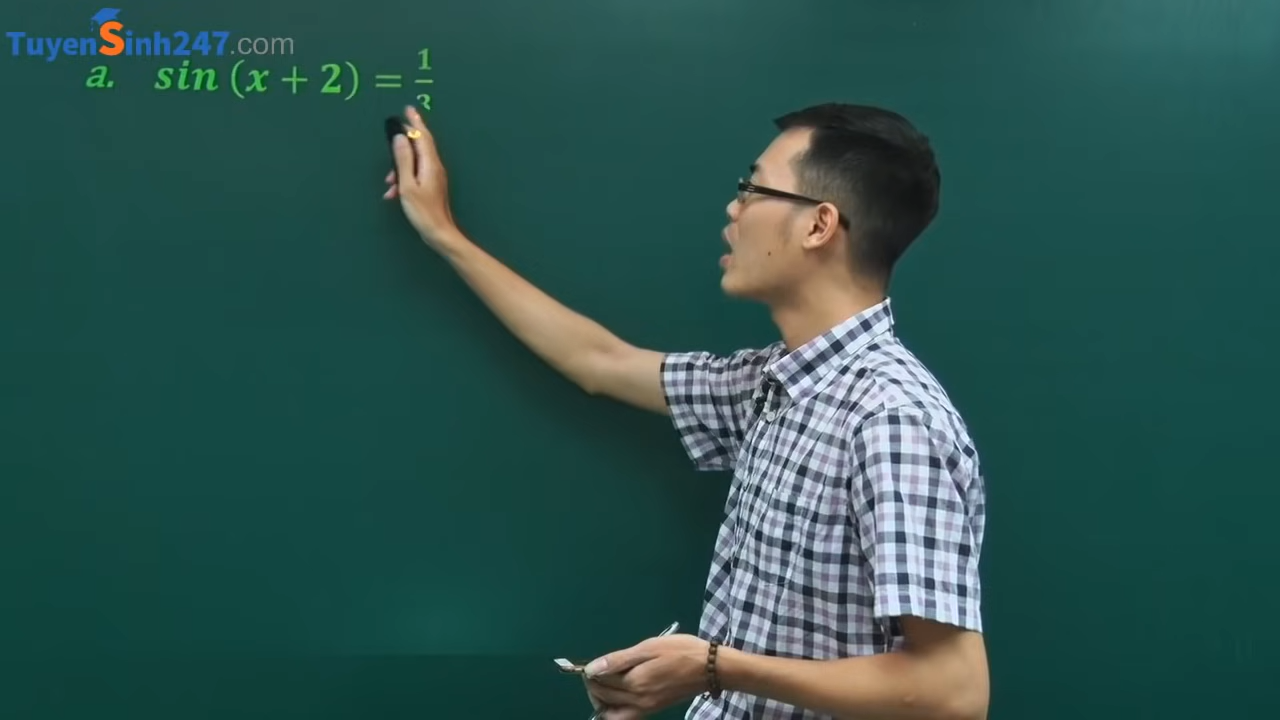 TuyenSinh247.com
a. sin (x + 2) = 1/3